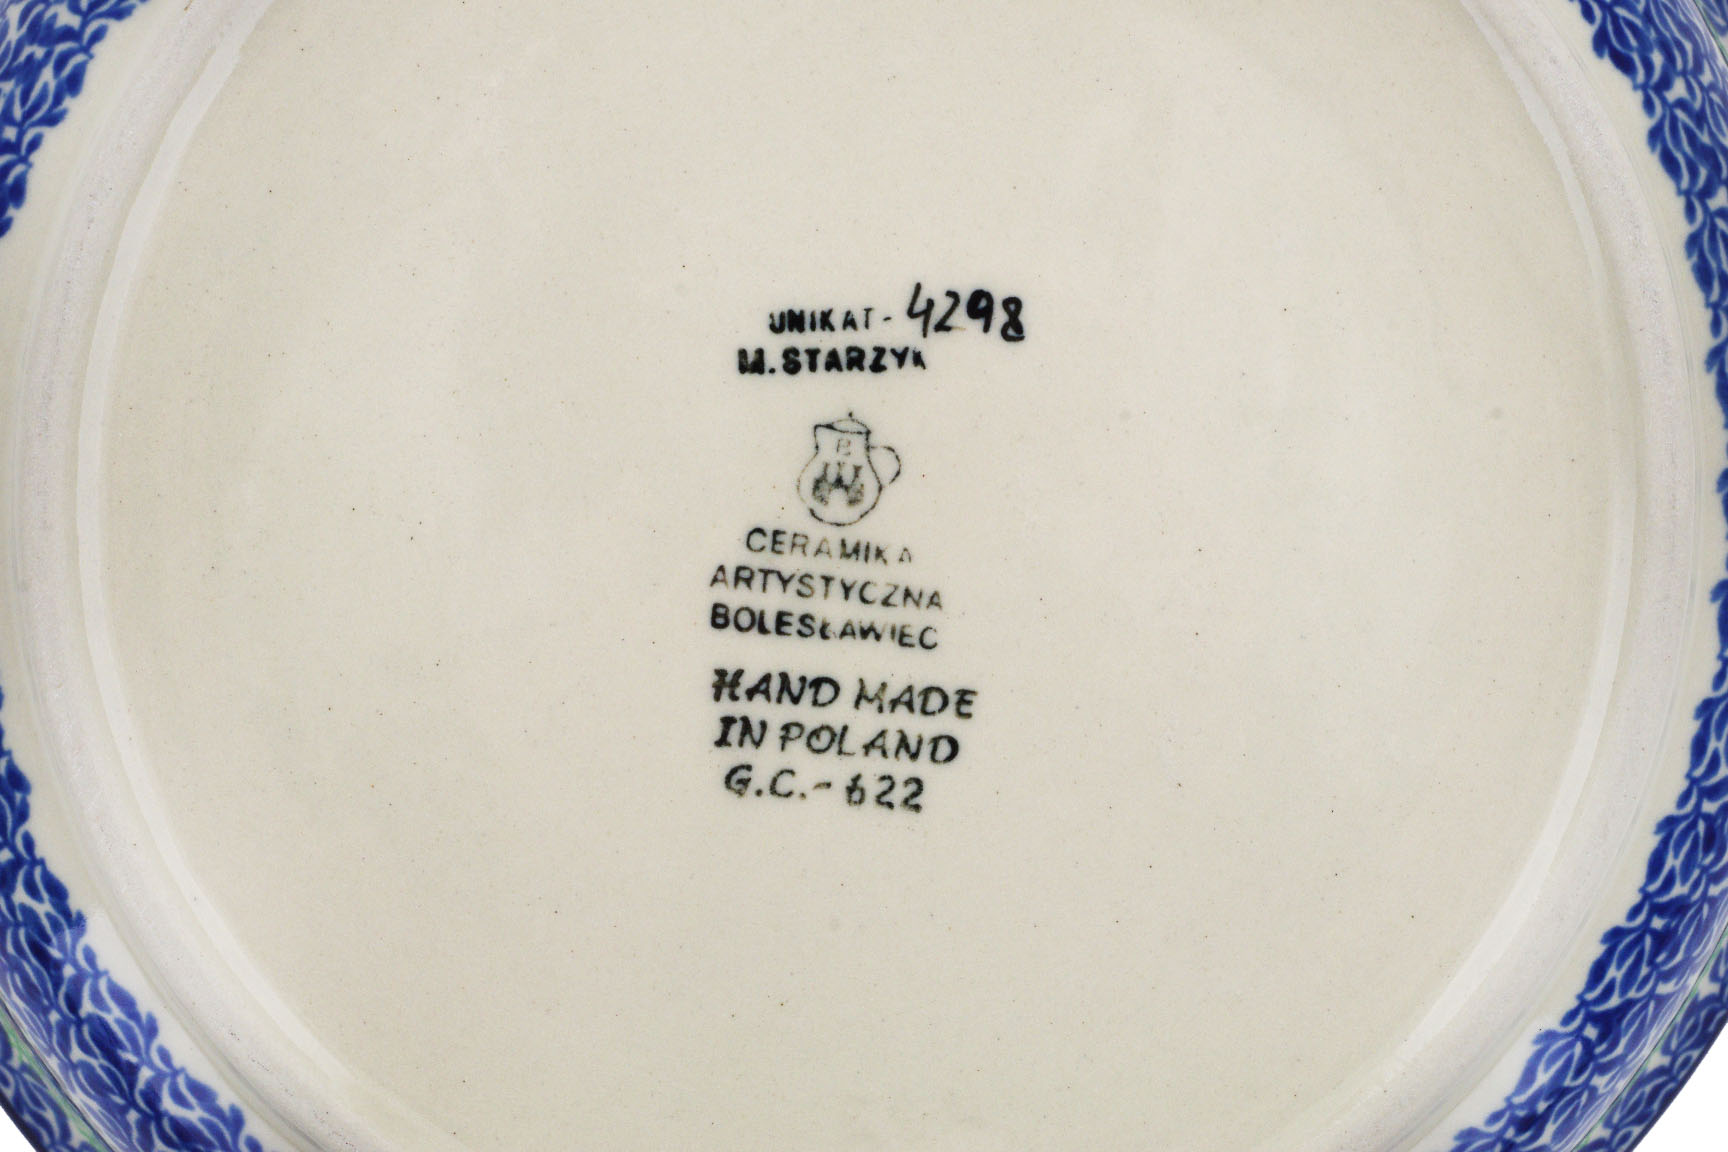 UNIKAT - 4298
M. STARZYK
B
CERAMIKA
ARTYSTYCZNA
BOLESŁAWIEC
HAND MADE
IN POLAND
G.C.- 622